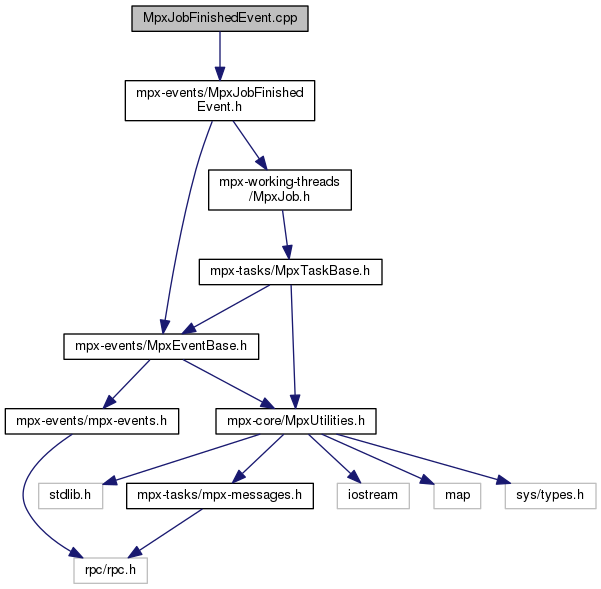 MpxJobFinishedEvent.cpp
mpx-events/MpxJobFinished
Event.h
mpx-working-threads
/MpxJob.h
mpx-tasks/MpxTaskBase.h
mpx-events/MpxEventBase.h
mpx-events/mpx-events.h
mpx-core/MpxUtilities.h
stdlib.h
mpx-tasks/mpx-messages.h
iostream
map
sys/types.h
rpc/rpc.h